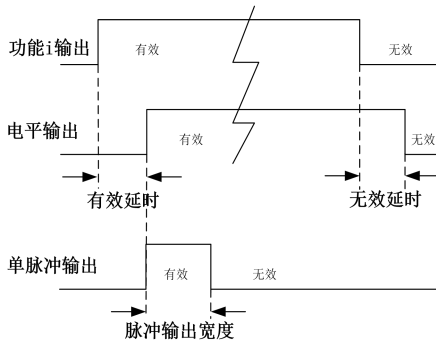 功能i输出
有效
无效
电平输出
有效
无效
有效延时
无效延时
单脉冲输出
有效
无效
脉冲输出宽度